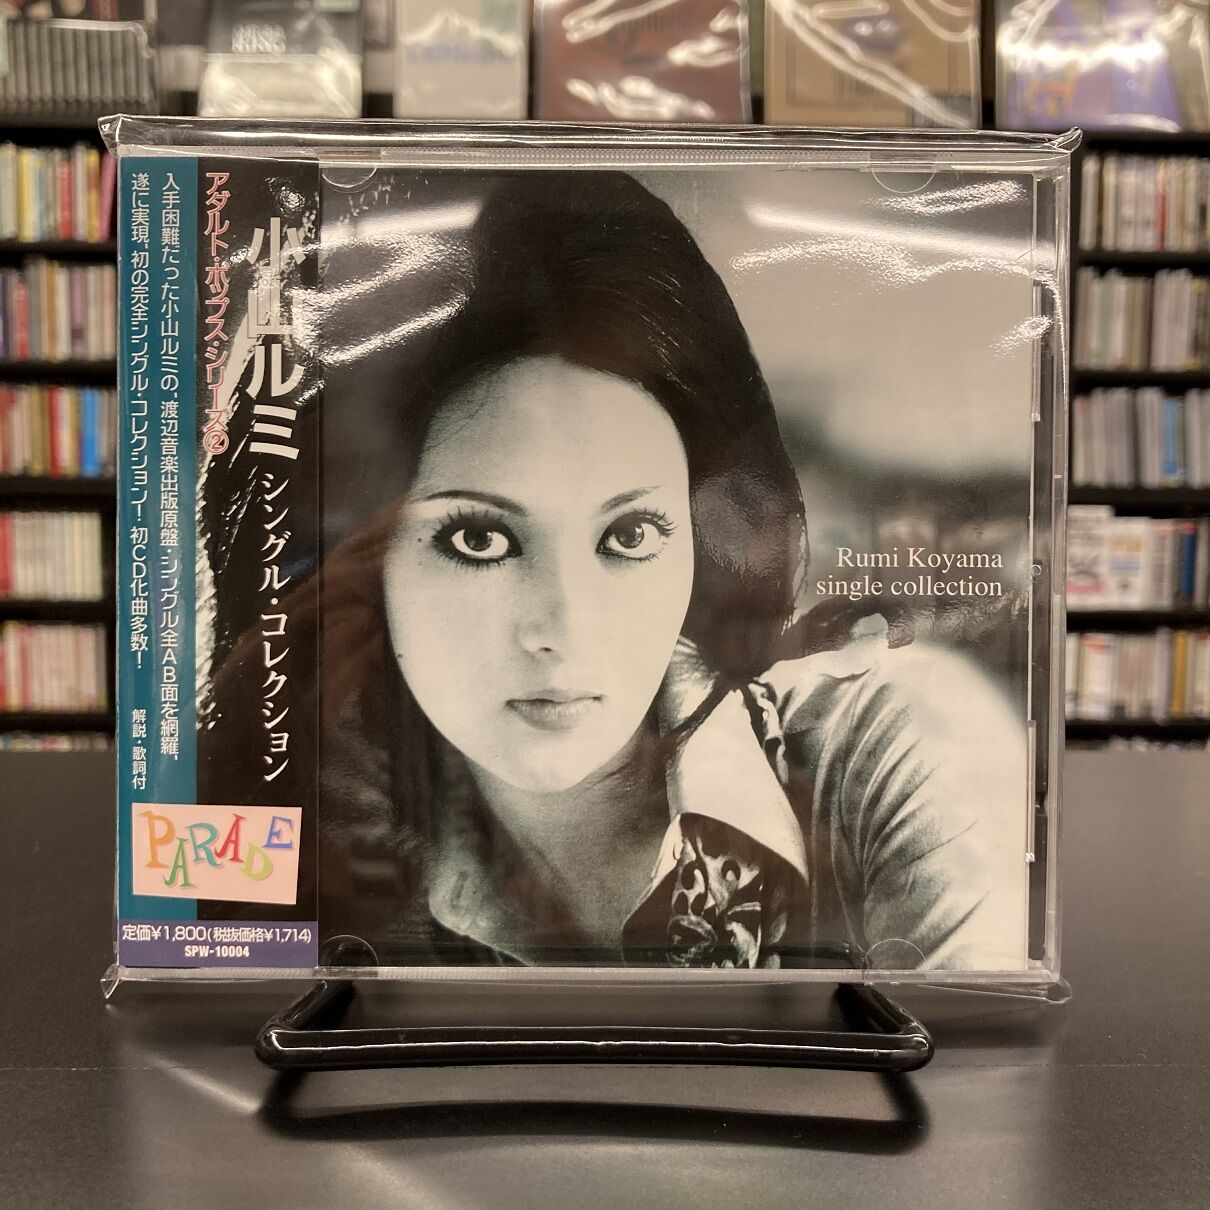 入手困難だった小山ルミの、渡辺音楽出版原盤・シングル全AB面を網羅、
遂に実現、初の完全シングル・コレクション！初CD化曲多数！
解説・歌詞付
アダルト・ポップス・シリーズ②
小山ルミ シングル・コレクション
PARADE
定価¥1,800(税抜価格¥1,714)
SPW-10004
Rumi Koyama
single collection